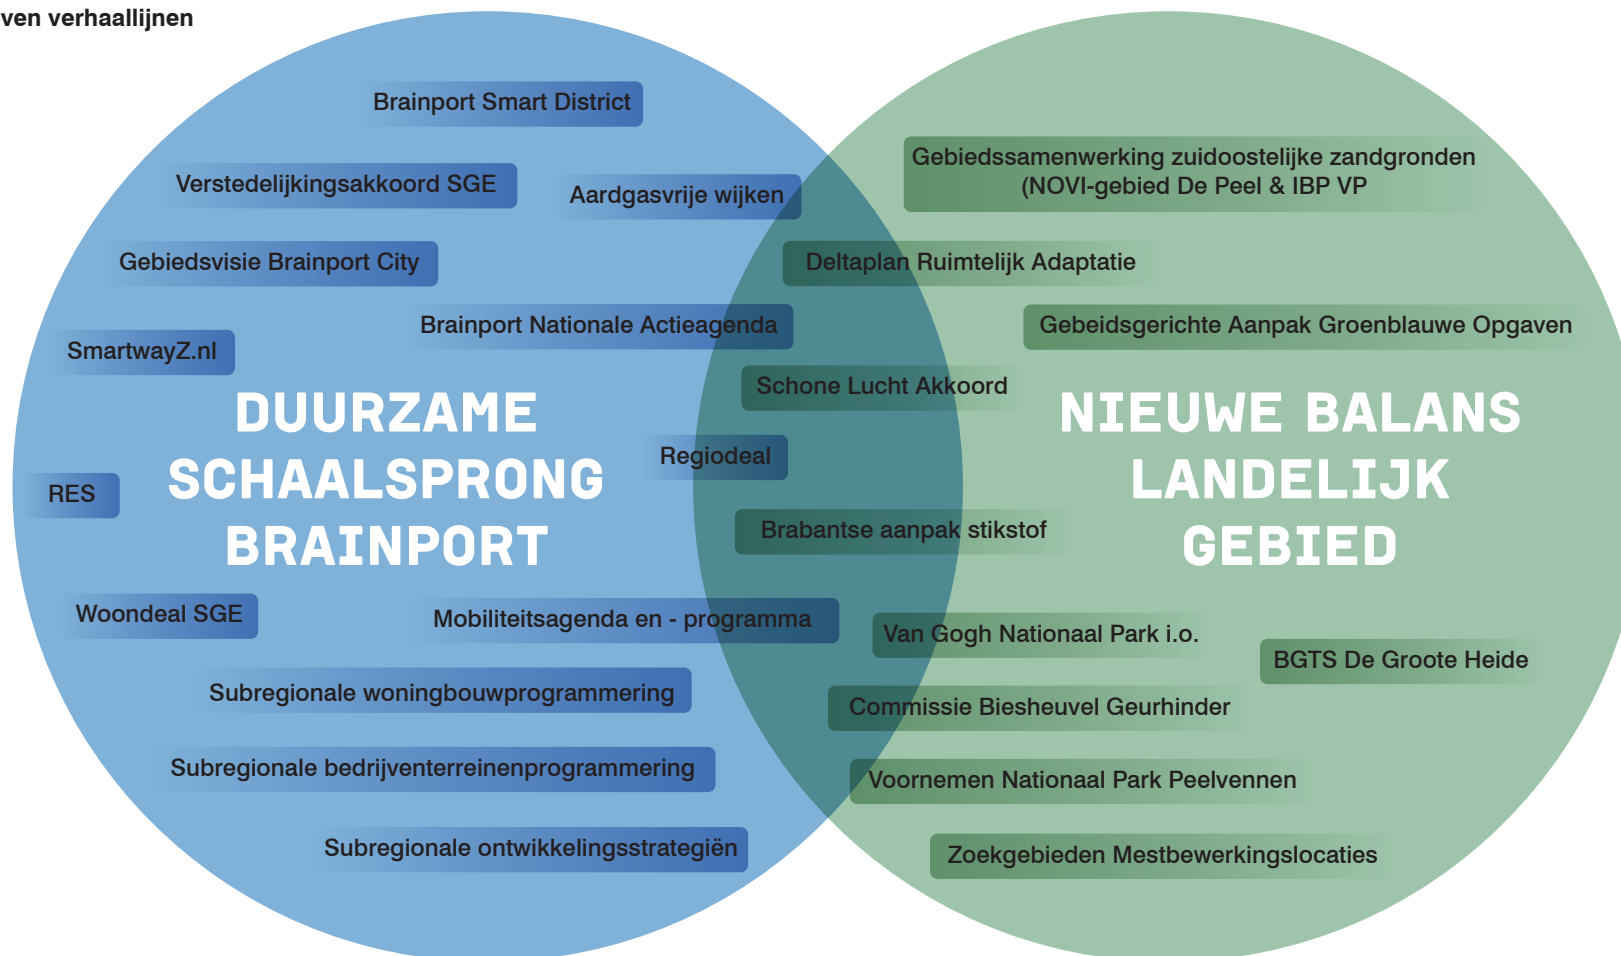 ven verhaallijnen
Brainport Smart District
Verstedelijkingsakkoord SGE
Aardgasvrije wijken
Gebiedsvisie Brainport City
Brainport Nationale Actieagenda
SmartwayZ.nl
DUURZAME
SCHAALSPRONG
BRAINPORT
Regiodeal
RES
Woondeal SGE
Mobiliteitsagenda en - programma
Subregionale woningbouwprogrammering
Subregionale bedrijventerreinenprogrammering
Subregionale ontwikkelingsstrategiën
Gebiedssamenwerking zuidoostelijke zandgronden
(NOVI-gebied De Peel & IBP VP
Deltaplan Ruimtelijk Adaptatie
Gebeidsgerichte Aanpak Groenblauwe Opgaven
Schone Lucht Akkoord
NIEUWE BALANS
LANDELIJK
GEBIED
Brabantse aanpak stikstof
Van Gogh Nationaal Park i.o.
BGTS De Groote Heide
Commissie Biesheuvel Geurhinder
Voornemen Nationaal Park Peelvennen
Zoekgebieden Mestbewerkingslocaties